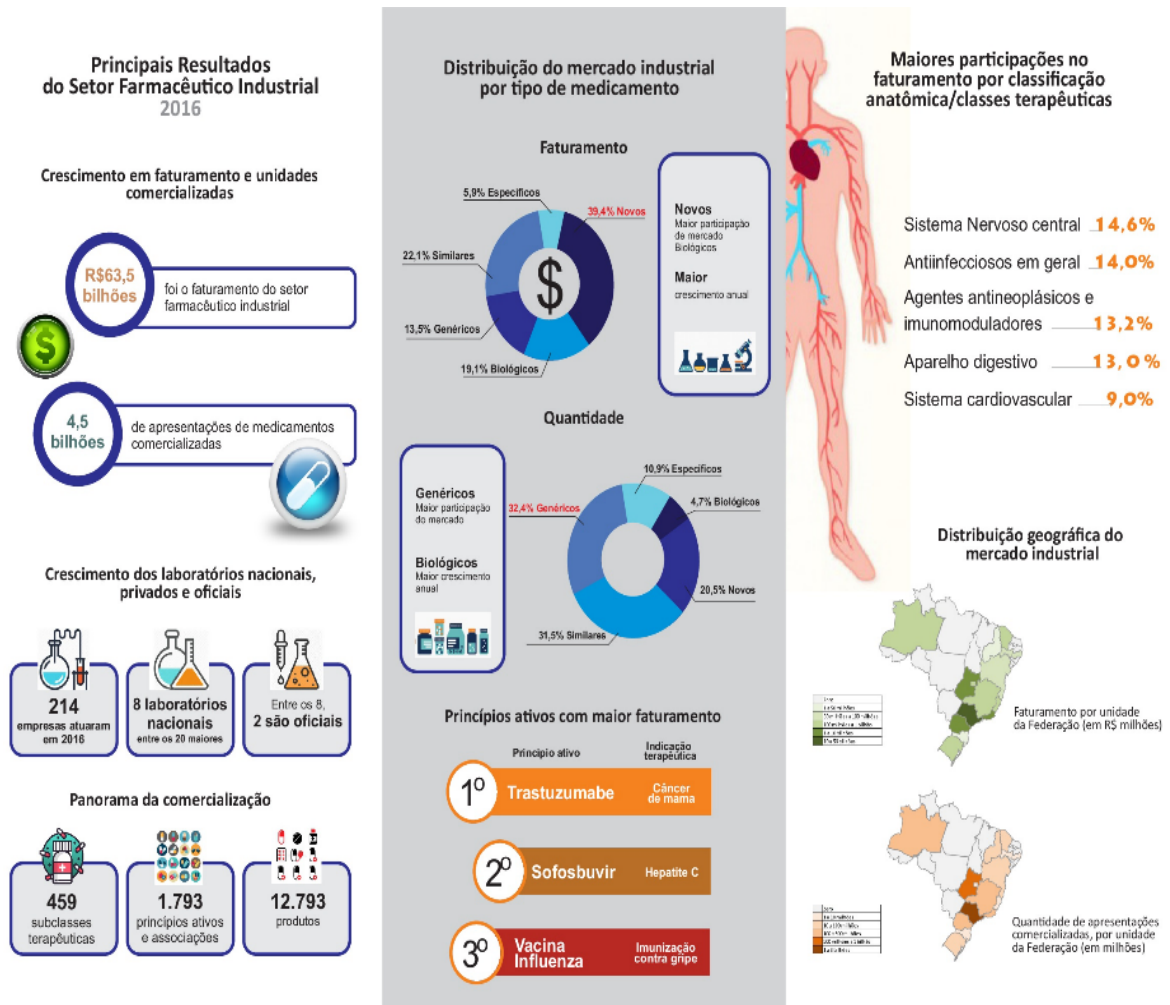 Principais Resultados
do Setor Farmacêutico Industrial
2016
Crescimento em faturamento e unidades
comercializadas
R$63,5
bilhões
foi o faturamento do setor
farmacêutico industrial
$
4,5
bilhões
de apresentações de medicamentos
comercializadas
Crescimento dos laboratórios nacionais,
privados e oficiais
214
empresas atuaram
em 2016
8 laboratórios
nacionais
entre os 20 maiores
Entre os 8,
2 são oficiais
Panorama da comercialização
459
subclasses
terapêuticas
1.793
princípios ativos
e associações
12.793
produtos
Distribuição do mercado industrial
por tipo de medicamento
Faturamento
5,9% Específicos
39,4% Novos
22,1% Similares
$
13,5% Genéricos
19,1% Biológicos
Novos
Maior participação
de mercado
Biológicos
Maior
crescimento anual
Quantidade
Genéricos
Maior participação
do mercado
Biológicos
Maior crescimento
anual
10,9% Específicos
4,7% Biológicos
32,4% Genéricos
20,5% Novos
31,5% Similares
Princípios ativos com maior faturamento
Princípio ativo
Indicação
terapêutica
1º
Trastuzumabe
Câncer
de mama
2º
Sofosbuvir
Hepatite C
3º
Vacina
Influenza
Imunização
contra gripe
Maiores participações no
faturamento por classificação
anatômica/classes terapêuticas
Sistema Nervoso central 14,6%
Antiinfecciosos em geral 14,0%
Agentes antineoplásicos e
imunomoduladores 13,2%
Aparelho digestivo 13,0%
Sistema cardiovascular 9,0%
Distribuição geográfica do
mercado industrial
Faturamento por unidade
da Federação (em R$ milhões)
Quantidade de apresentações
comercializadas, por unidade
da Federação (em milhões)